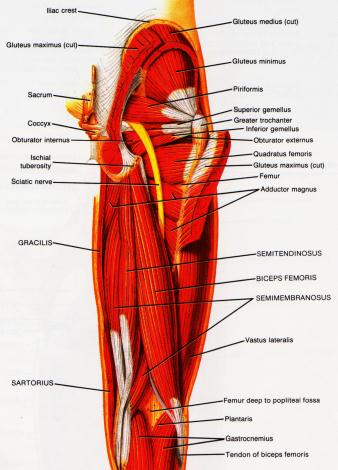 Iliac crest
Gluteus medius (cut)
Gluteus maximus (cut)
Gluteus minimus
Piriformis
Sacrum
Superior gemellus
Greater trochanter
Coccyx
Inferior gemellus
Obturator internus
Obturator externus
Quadratus femoris
Ischial
tuberosity
Gluteus maximus (cut)
Femur
Sciatic nerve
Adductor magnus
GRACILIS
SEMITENDINOSUS
BICEPS FEMORIS
SEMIMEMBRANOSUS
Vastus lateralis
SARTORIUS
Femur deep to popliteal fossa
Plantaris
Gastrocnemius
Tendon of biceps femoris